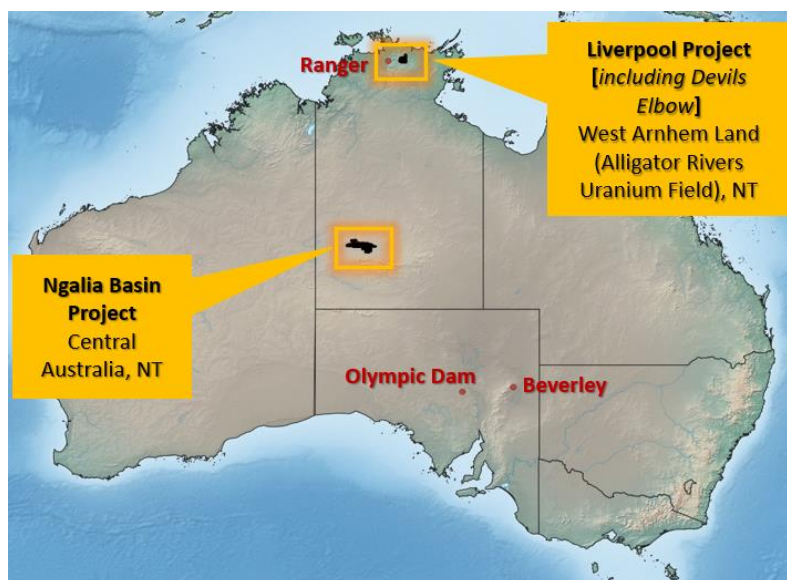 Ranger
Liverpool Project
[including Devils
Elbow]
West Arnhem Land
(Alligator Rivers
Uranium Field), NT
Ngalia Basin
Project
Central
Australia, NT
Olympic Dam
Beverley